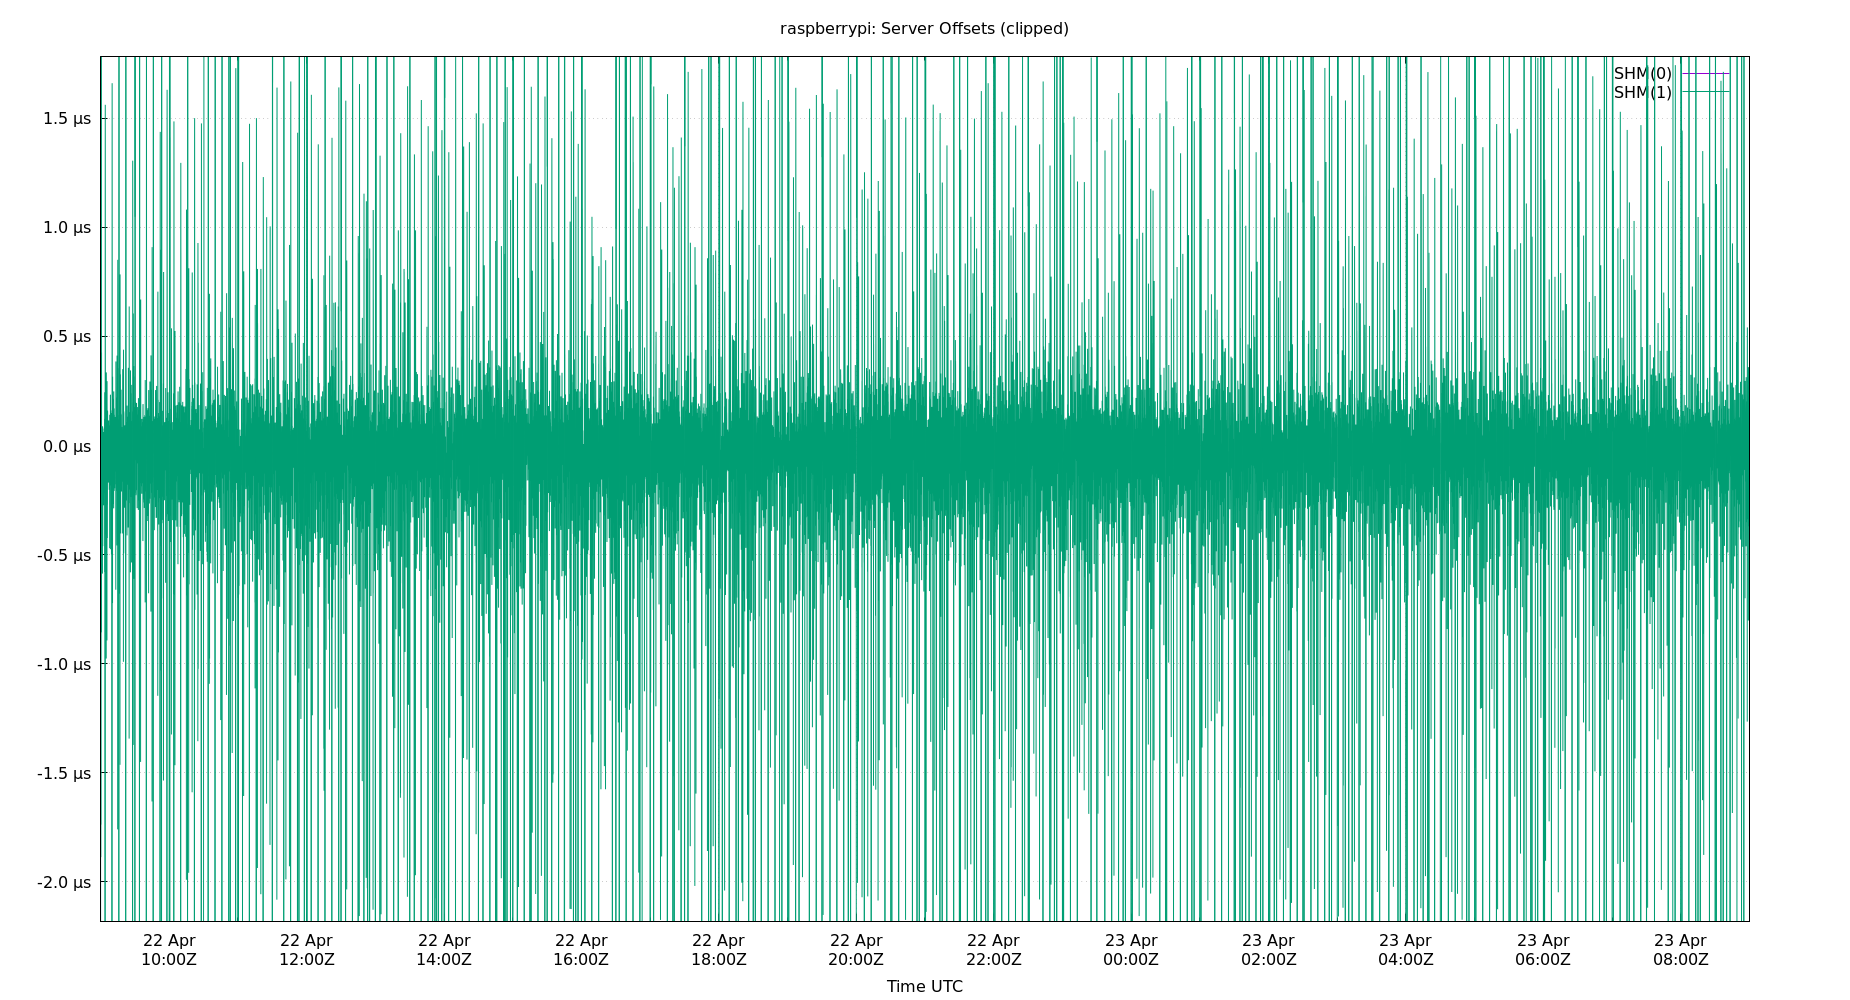 raspberrypi: Server Offsets (clipped)
SHM(0)
SHM(1)
1.5 µs
1.0 µs
0.5 µs
0.0 µs
-0.5 µs
-1.0 µs
-1.5 µs
-2.0 µs
22 Apr 22 Apr 22 Apr 22 Apr 22 Apr 22 Apr 22 Apr 23 Apr 23 Apr 23 Apr 23 Apr 23 Apr
10:00Z 12:00Z 14:00Z 16:00Z 18:00Z 20:00Z 22:00Z 00:00Z 02:00Z 04:00Z 06:00Z 08:00Z
Time UTC